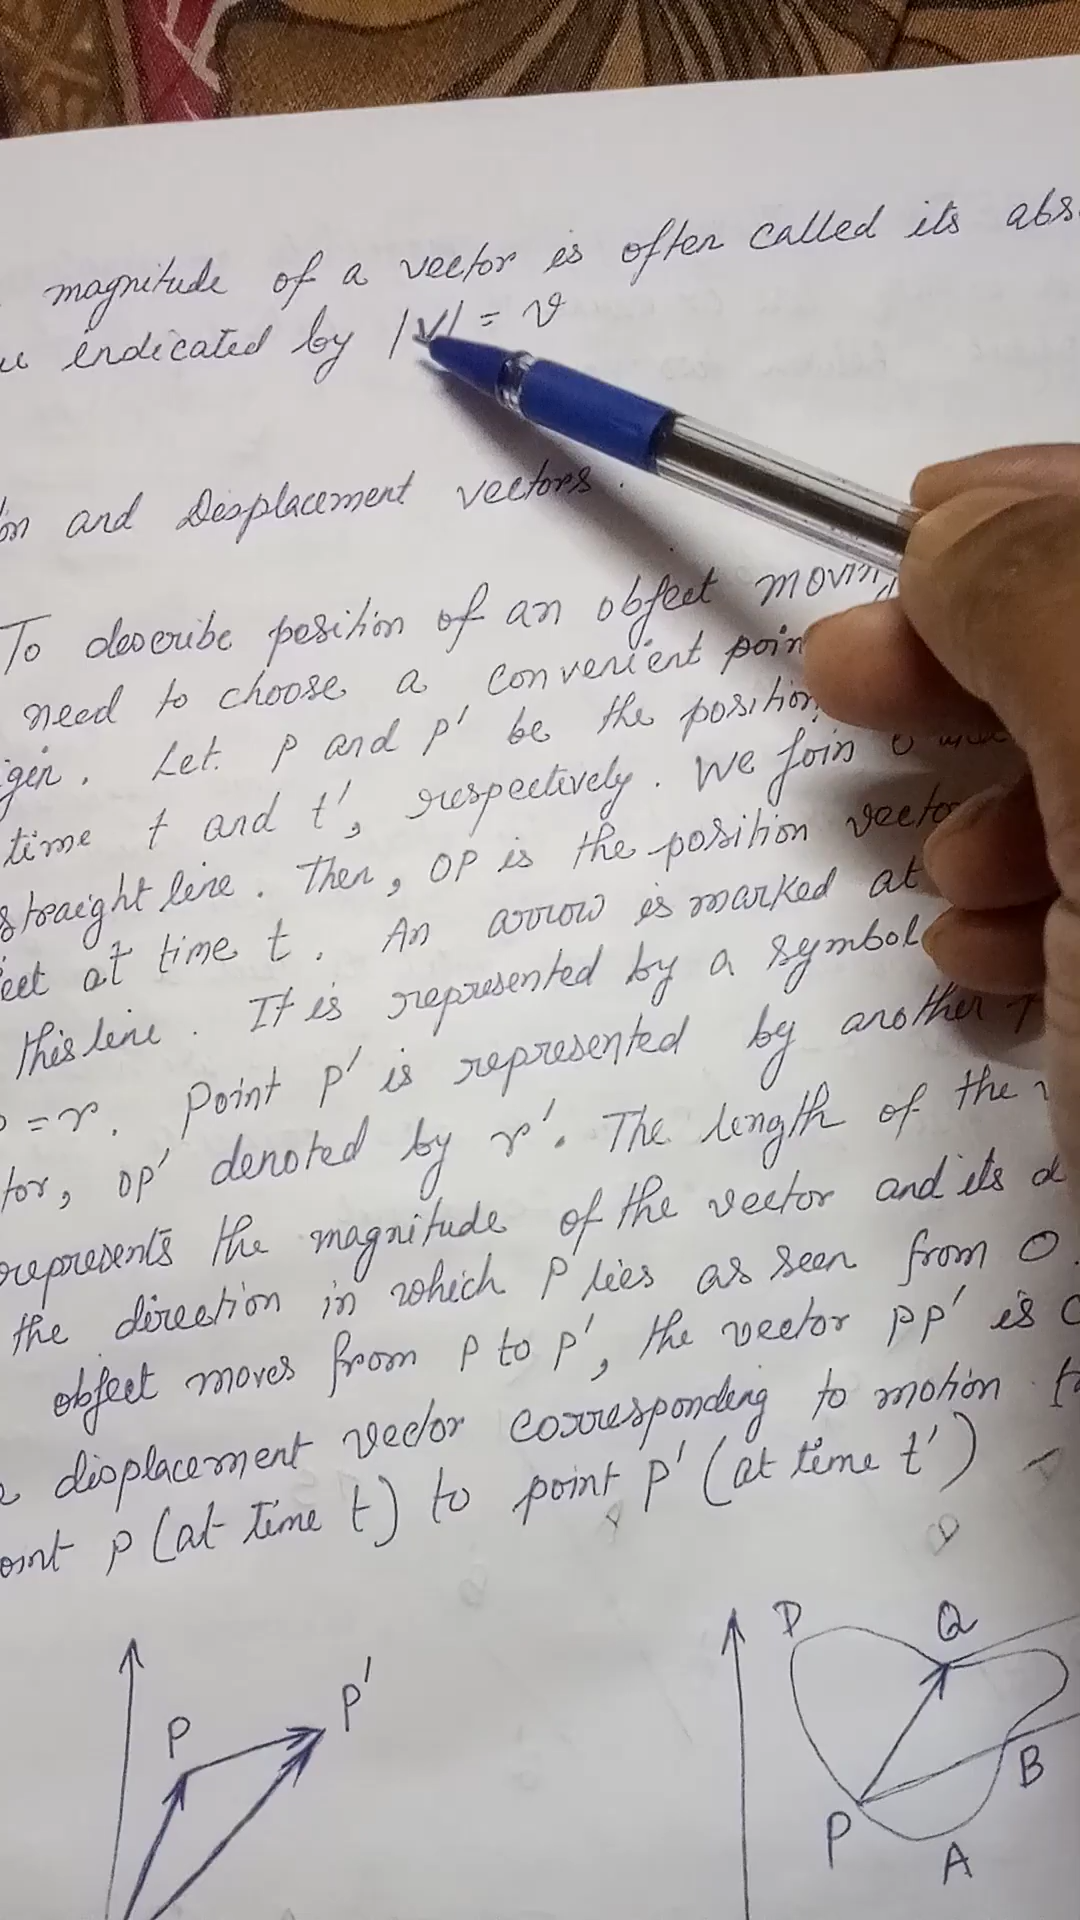 magnitude of a vector is often called its abs
indicated by |V| = v
and Displacement vectors.
To describe position of an object movin
need to choose a convenient poin
igin. Let P and P' be the position
time t and t', respectively. We join O
straight line. Then, OP is the position vecto
ect at time t. An arrow is marked at
this line. It is represented by a symbol
= r. Point P' is represented by another
tor, OP' denoted by r'. The length of the v
represents the magnitude of the vector and its d
the direction in which P lies as seen from O.
object moves from P to P', the vector PP' is c
displacement vector corresponding to motion
oint P (at time t) to point P' (at time t')
P P'
D Q
P A B